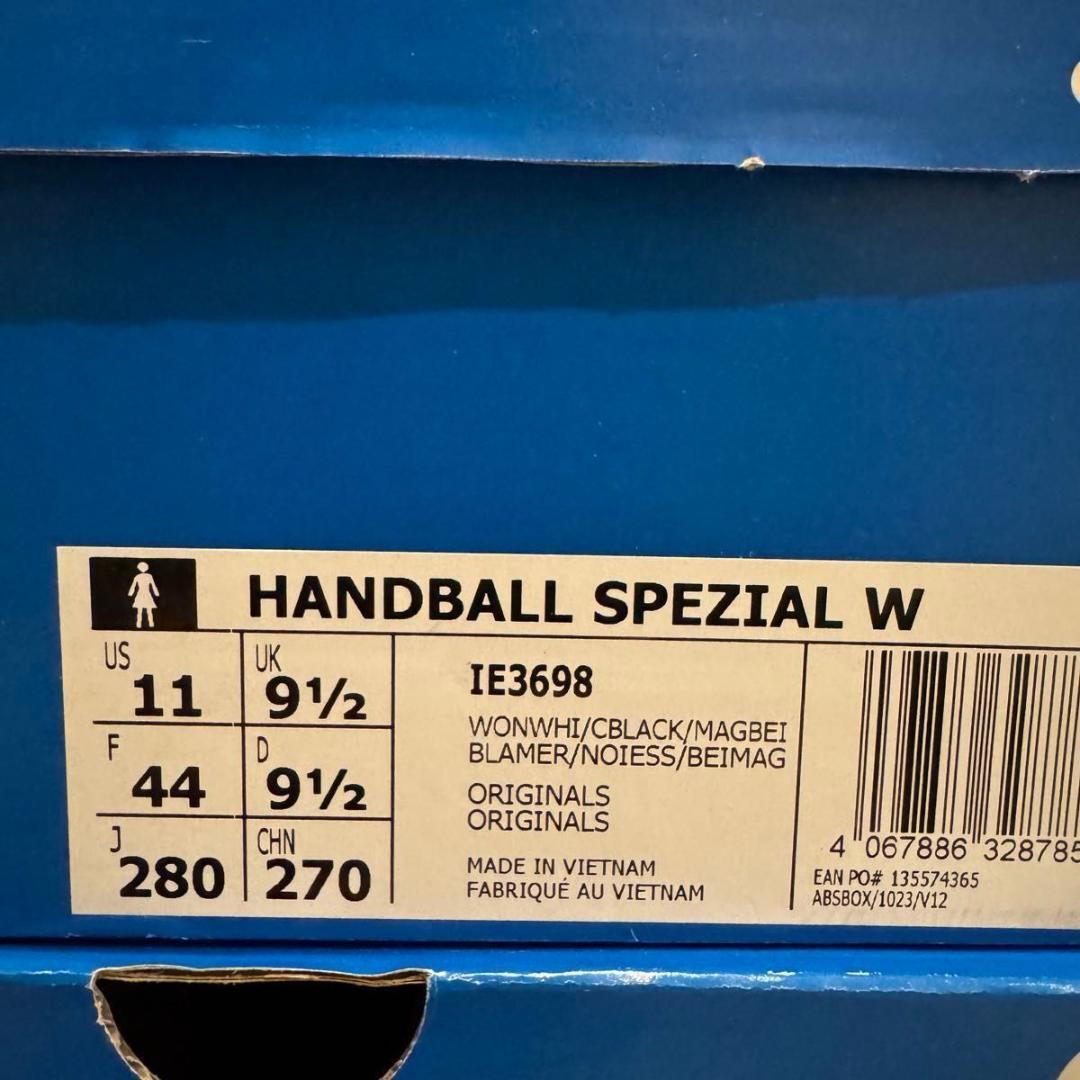 HANDBALL SPEZIAL W
US 11
UK 9½
F 44
D 9½
J 280
CHN 270
IE3698
WONWHI/CBLACK/MAGBEI
BLAMER/NOIESS/BEIMAG
ORIGINALS
ORIGINALS
MADE IN VIETNAM
FABRIQUÉ AU VIETNAM
4 067886 328785
EAN PO# 135574365
ABSBOX/1023/V12